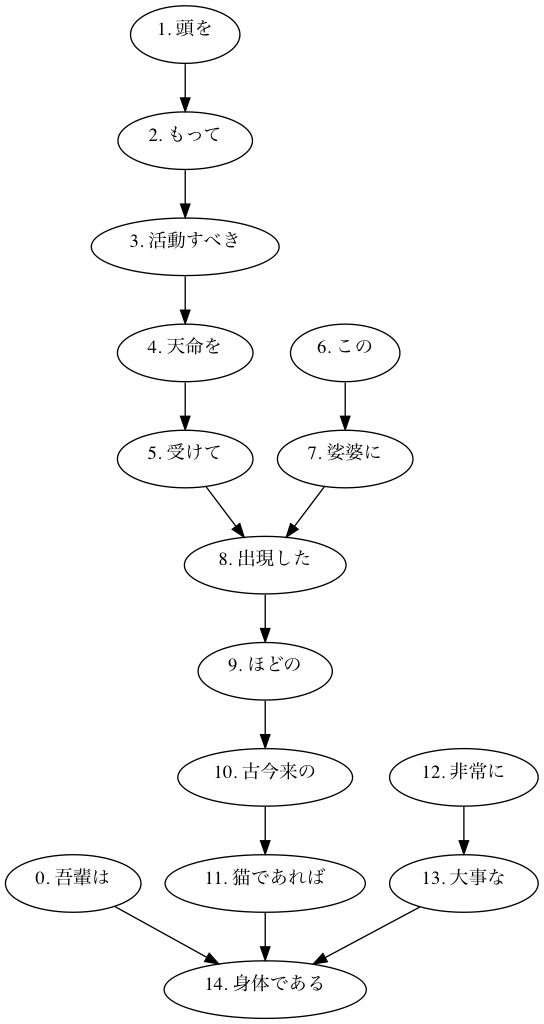 1. 頭を
2. もって
3. 活動すべき
4. 天命を
6. この
5. 受けて
7. 娑婆に
8. 出現した
9. ほどの
10. 古今来の
12. 非常に
0. 吾輩は
11. 猫であれば
13. 大事な
14. 身体である